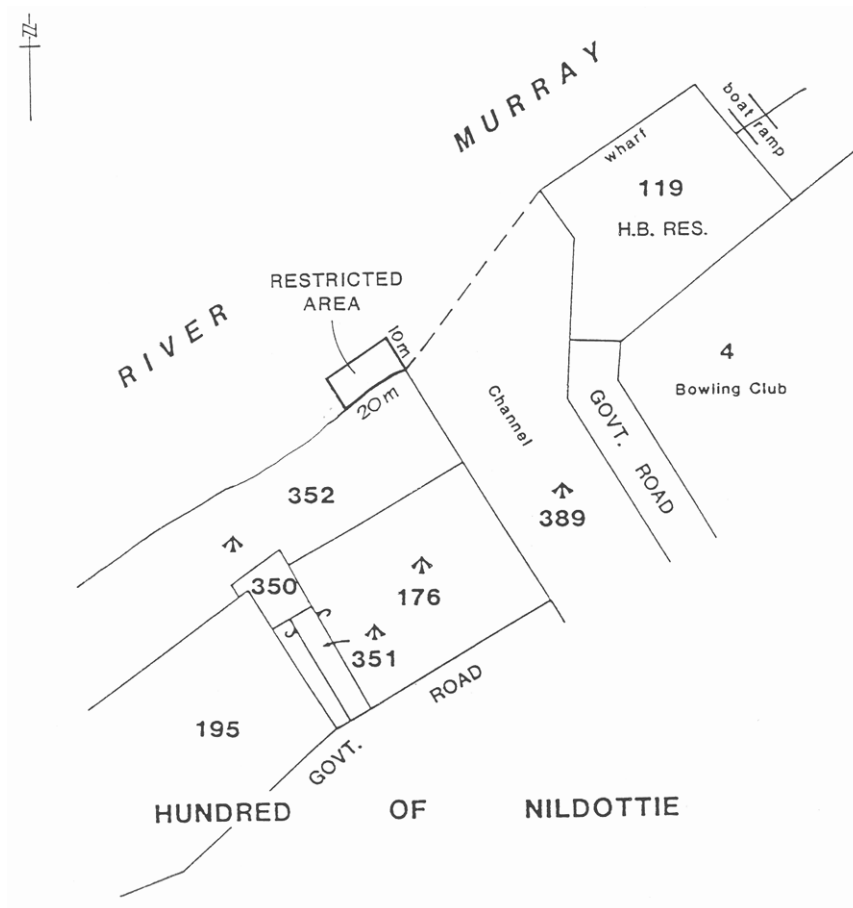 N
MURRAY
boat ramp
wharf
119
H.B. RES.
RESTRICTED
AREA
RIVER
10m
20m
4
Bowling Club
Channel
GOVT. ROAD
352
389
350
176
351
ROAD
195
GOVT.
HUNDRED OF NILDOTTIE